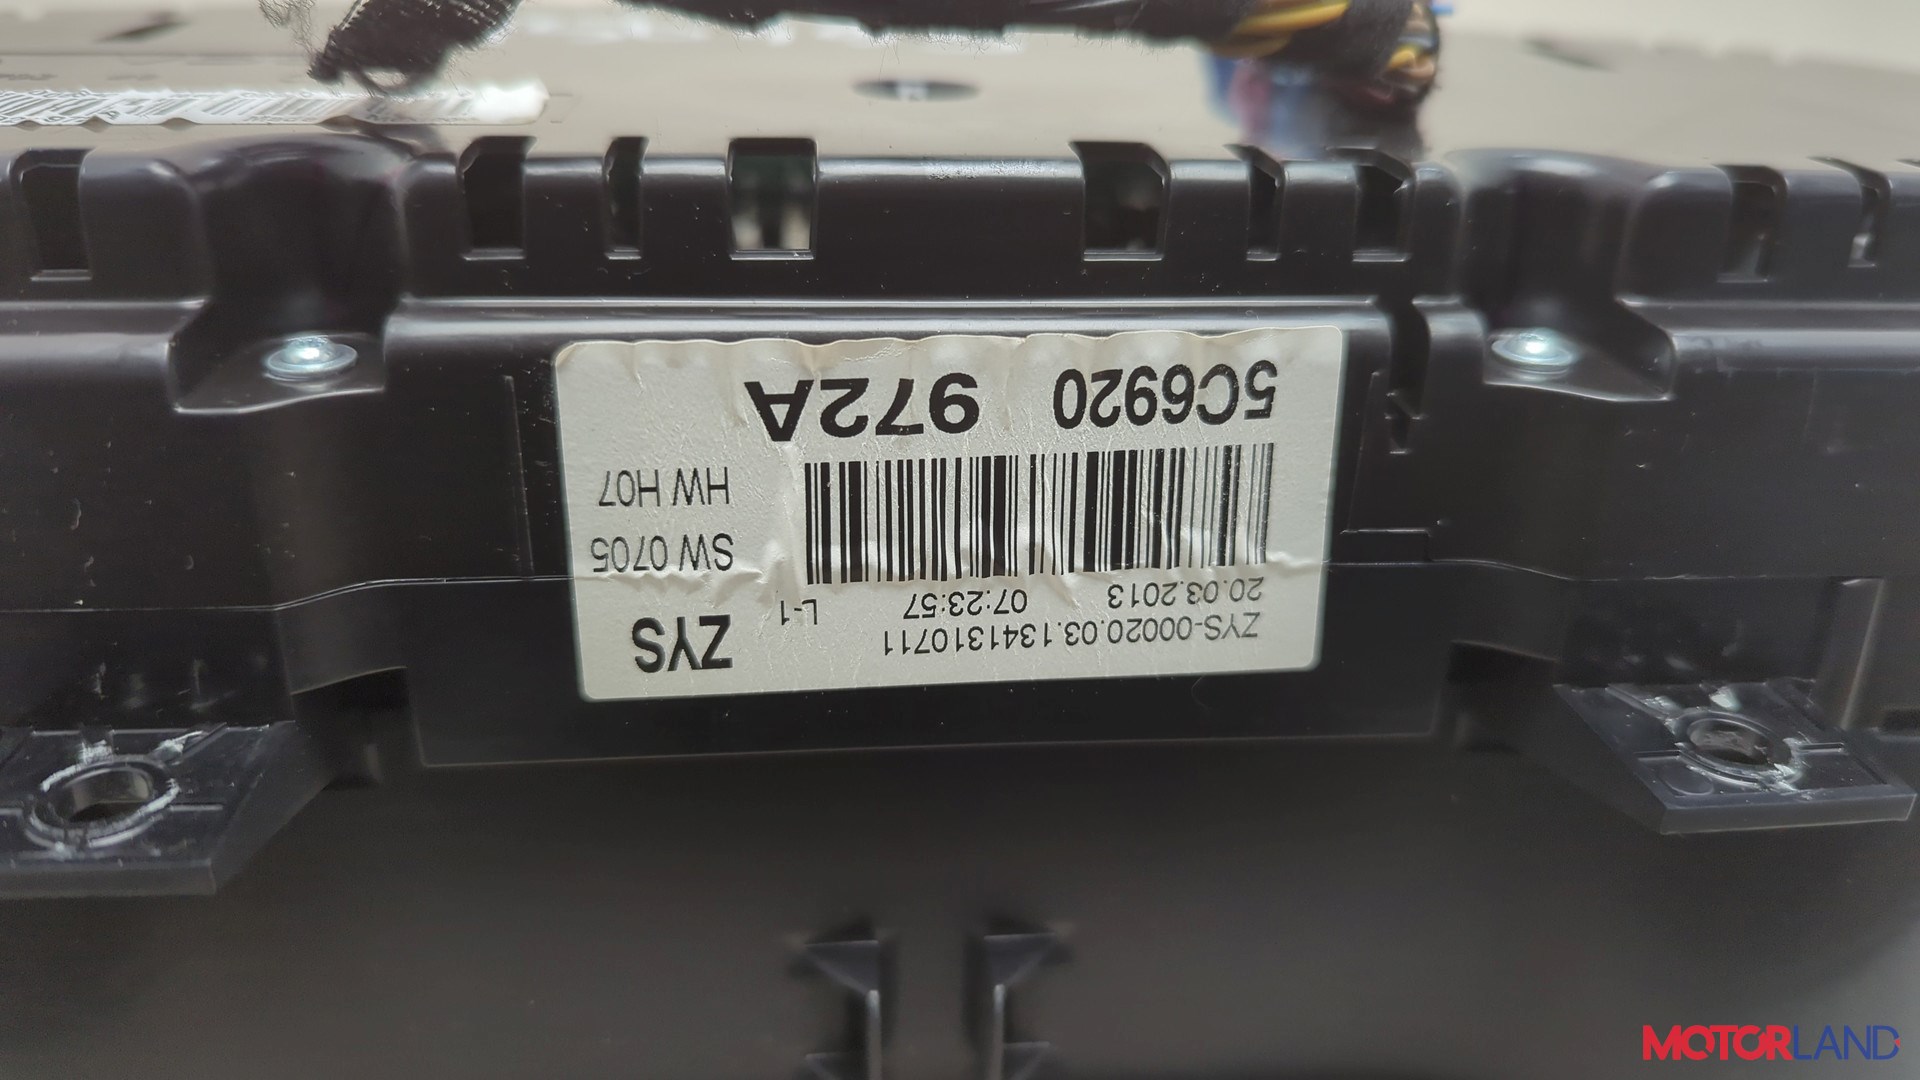 5C6920 972A
HW H07
SW 0705
20.03.2013 07:23:57 L-1
ZYS-00020.03.1341310711
ZYS
MOTORLAND